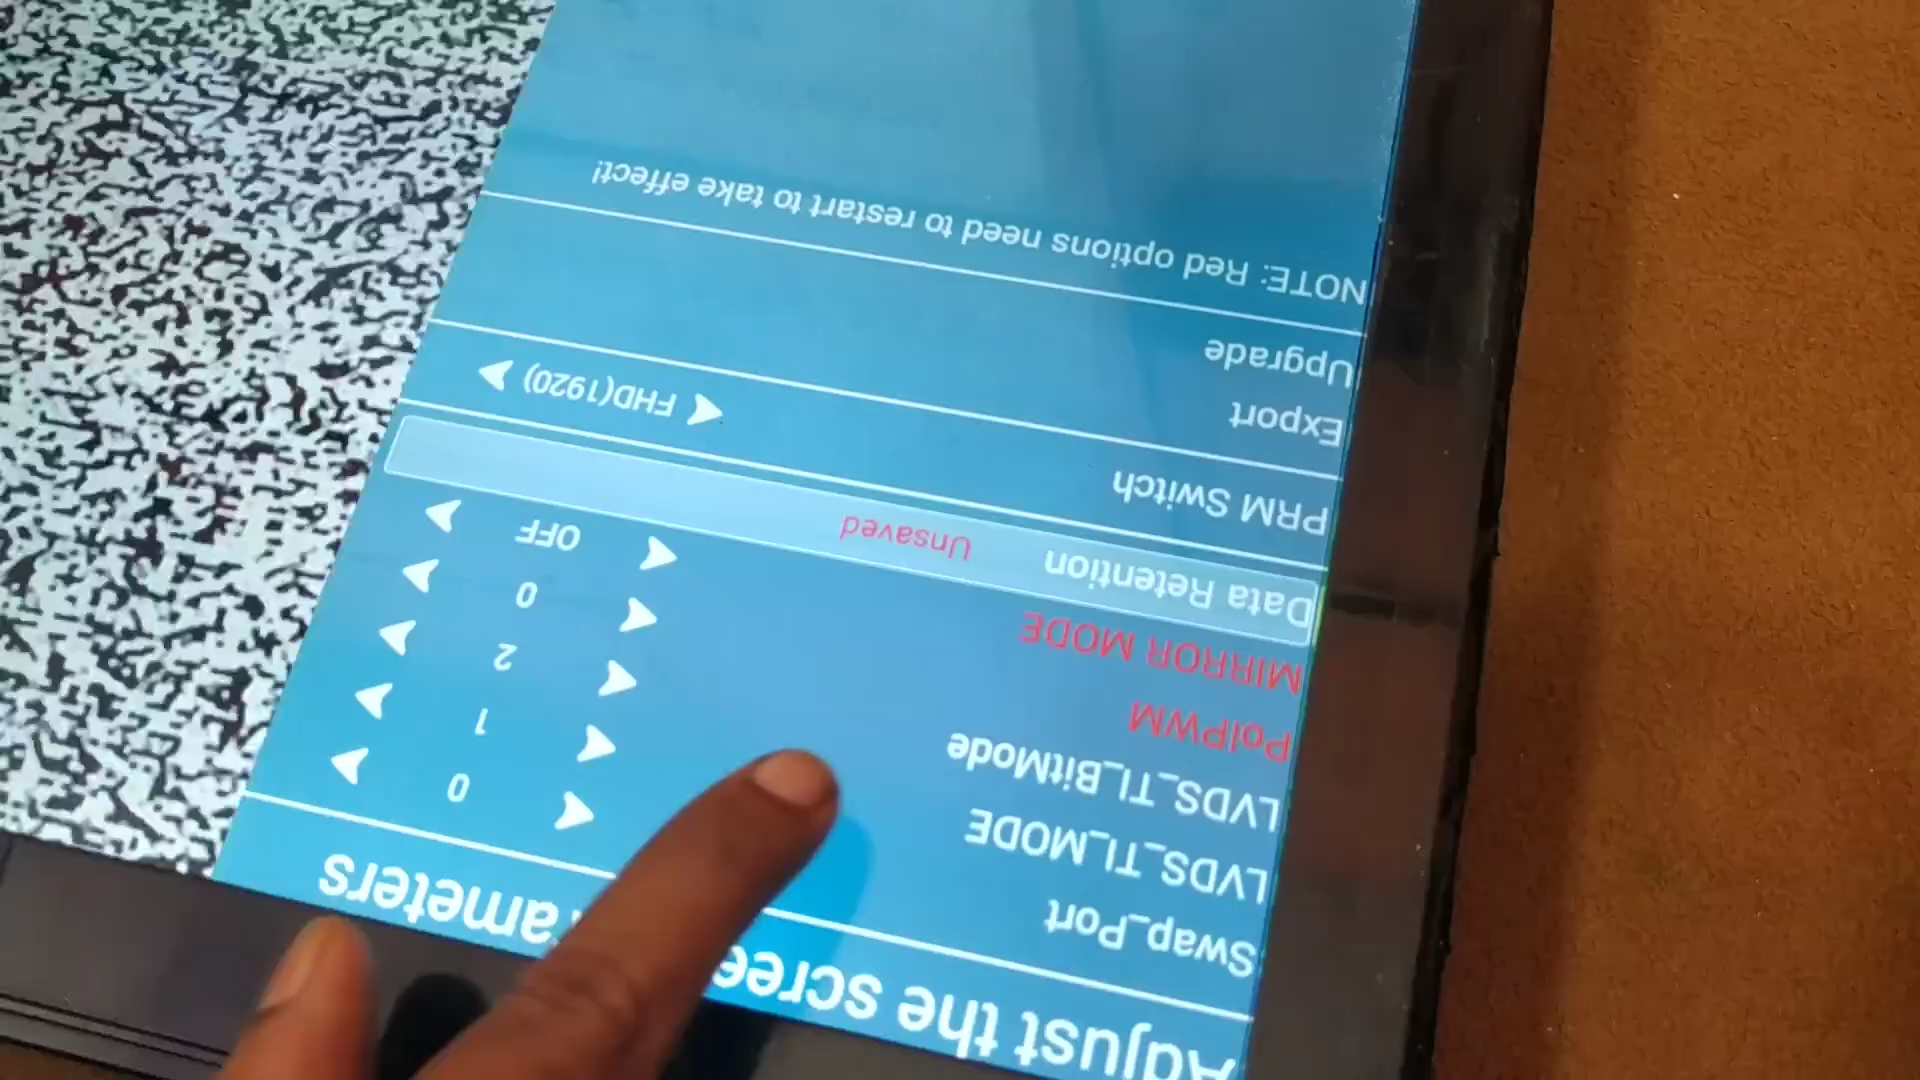 Adjust the scree ameters
Swap_Port 0
LVDS_TI_MODE 1
LVDS_TI_BitMode 2
PolPWM 0
MIRROR MODE OFF
Data Retention Unsaved
PRM Switch FHD(1920)
Export
Upgrade
NOTE: Red options need to restart to take effect!